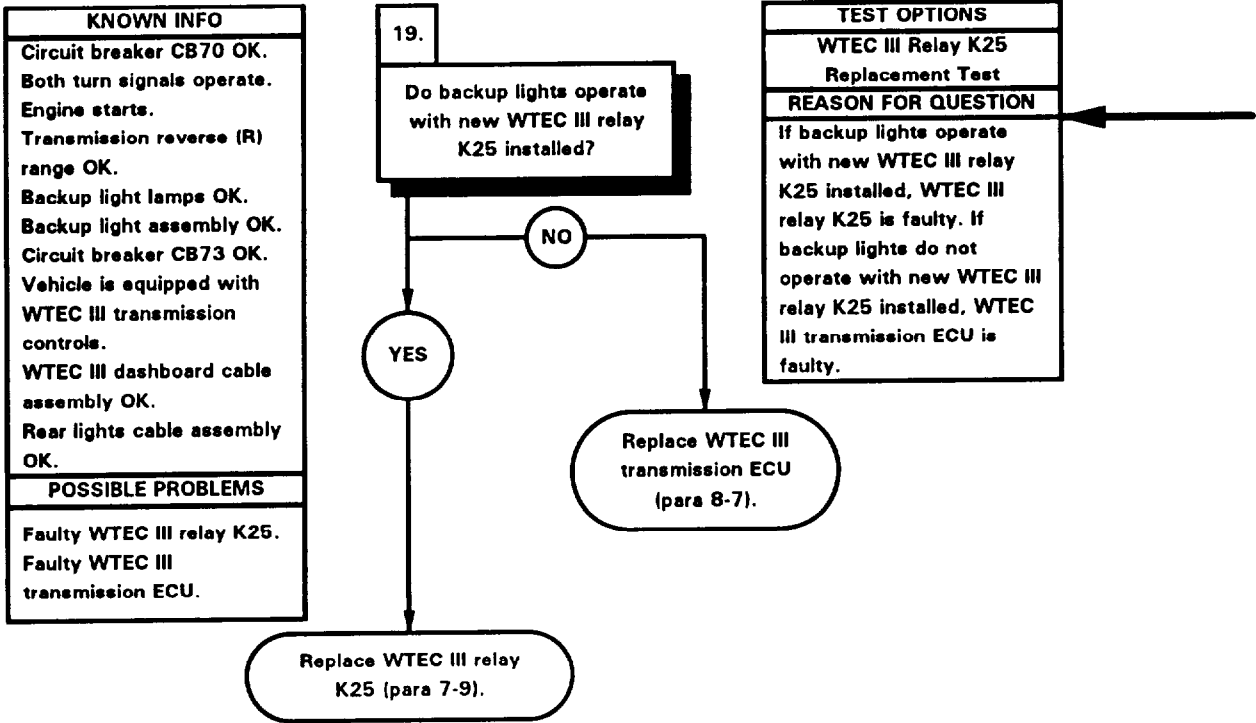 KNOWN INFO
Circuit breaker CB70 OK.
Both turn signals operate.
Engine starts.
Transmission reverse (R)
range OK.
Backup light lamps OK.
Backup light assembly OK.
Circuit breaker CB73 OK.
Vehicle is equipped with
WTEC III transmission
controls.
WTEC III dashboard cable
assembly OK.
Rear lights cable assembly
OK.
POSSIBLE PROBLEMS
Faulty WTEC III relay K25.
Faulty WTEC III
transmission ECU.
19.
Do backup lights operate
with new WTEC III relay
K25 installed?
NO
YES
Replace WTEC III
transmission ECU
(para 8-7).
Replace WTEC III relay
K25 (para 7-9).
TEST OPTIONS
WTEC III Relay K25
Replacement Test
REASON FOR QUESTION
If backup lights operate
with new WTEC III relay
K25 installed, WTEC III
relay K25 is faulty. If
backup lights do not
operate with new WTEC III
relay K25 installed, WTEC
III transmission ECU is
faulty.